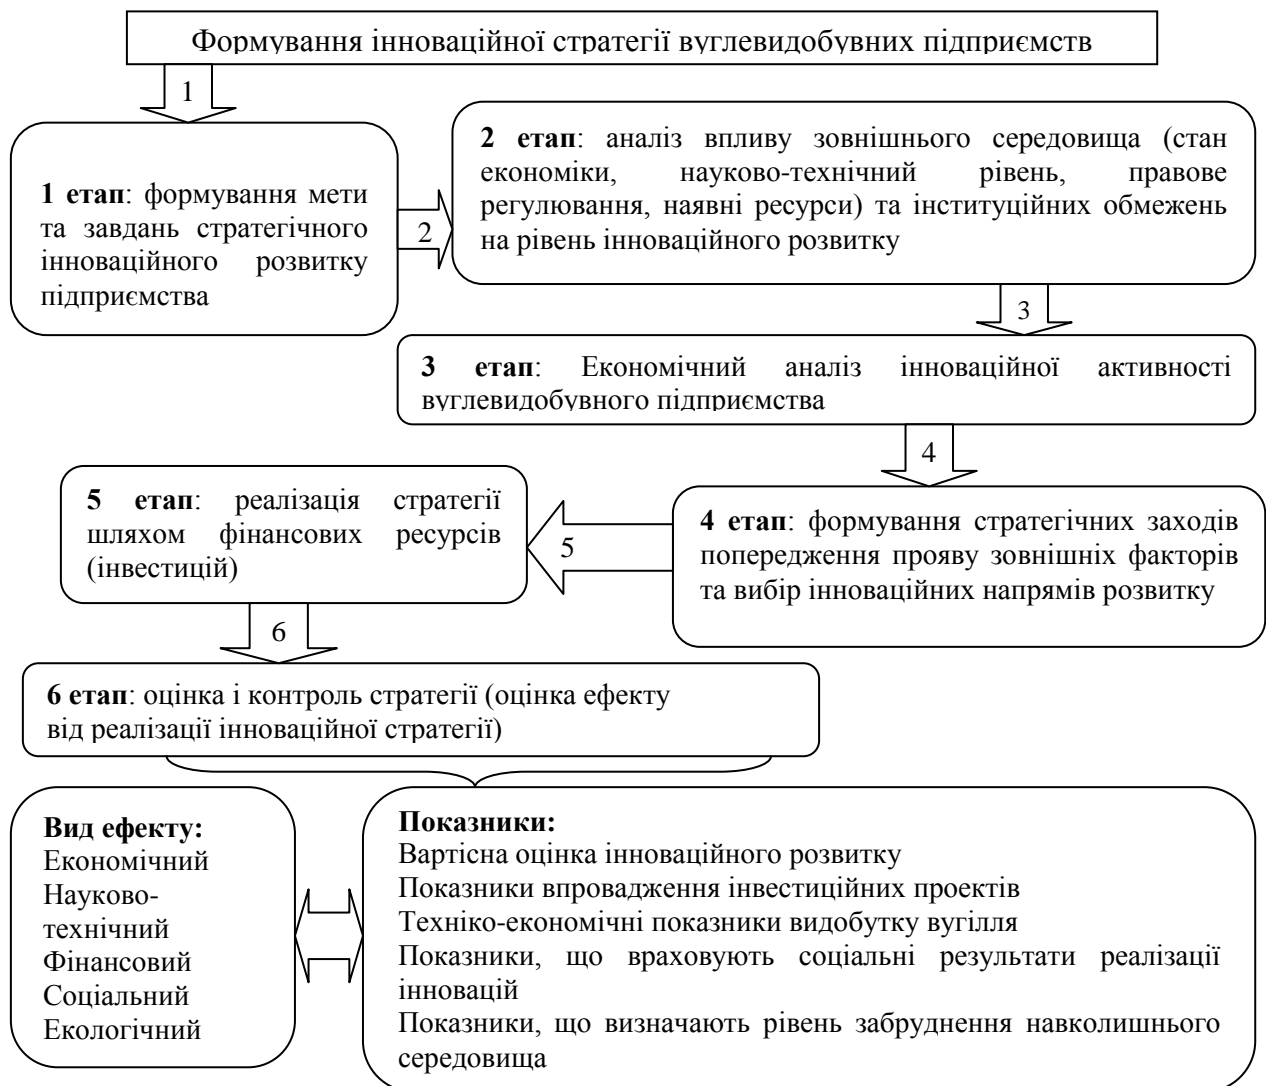 Формування інноваційної стратегії вуглевидобувних підприємств
1
1 етап: формування мети
та завдань стратегічного
інноваційного розвитку
підприємства
2
2 етап: аналіз впливу зовнішнього середовища (стан
економіки, науково-технічний рівень, правове
регулювання, наявні ресурси) та інституційних обмежень
на рівень інноваційного розвитку
3
3 етап: Економічний аналіз інноваційної активності
вуглевидобувного підприємства
4
4 етап: формування стратегічних заходів
попередження прояву зовнішніх факторів
та вибір інноваційних напрямів розвитку
5
5 етап: реалізація стратегії
шляхом фінансових ресурсів
(інвестицій)
6
6 етап: оцінка і контроль стратегії (оцінка ефекту
від реалізації інноваційної стратегії)
Вид ефекту:
Економічний
Науково-
технічний
Фінансовий
Соціальний
Екологічний
Показники:
Вартісна оцінка інноваційного розвитку
Показники впровадження інвестиційних проектів
Техніко-економічні показники видобутку вугілля
Показники, що враховують соціальні результати реалізації
інновацій
Показники, що визначають рівень забруднення навколишнього
середовища